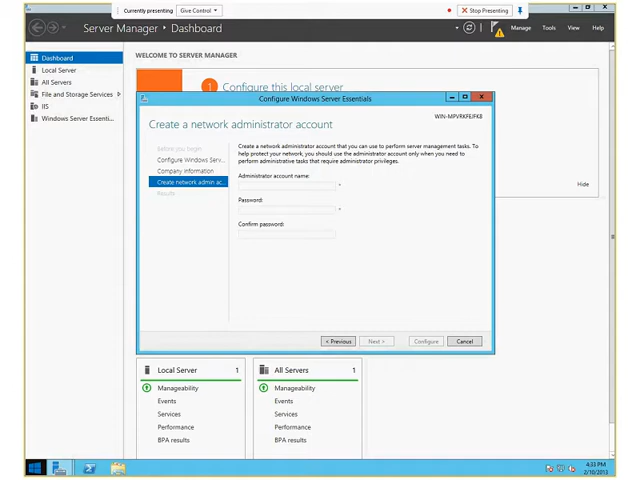 Currently presenting
Give Control
Stop Presenting
Server Manager
Dashboard
Manage
Tools
View
Help
Dashboard
Local Server
All Servers
File and Storage Services
IIS
Windows Server Essenti...
WELCOME TO SERVER MANAGER
1 Configure this local server
Hide
Configure Windows Server Essentials
Create a network administrator account
Before you begin
Configure Windows Serv...
Company information
Create network admin ac...
Results
Create a network administrator account that you can use to perform server management tasks. To
help protect your network, you should use the administrator account only when you need to
perform administrative tasks that require administrator privileges.
Administrator account name:
*
Password:
*
Confirm password:
< Previous
Next >
Configure
Cancel
Local Server 1
Manageability
Events
Services
Performance
BPA results
All Servers 1
Manageability
Events
Services
Performance
BPA results
4:33 PM
2/10/2013